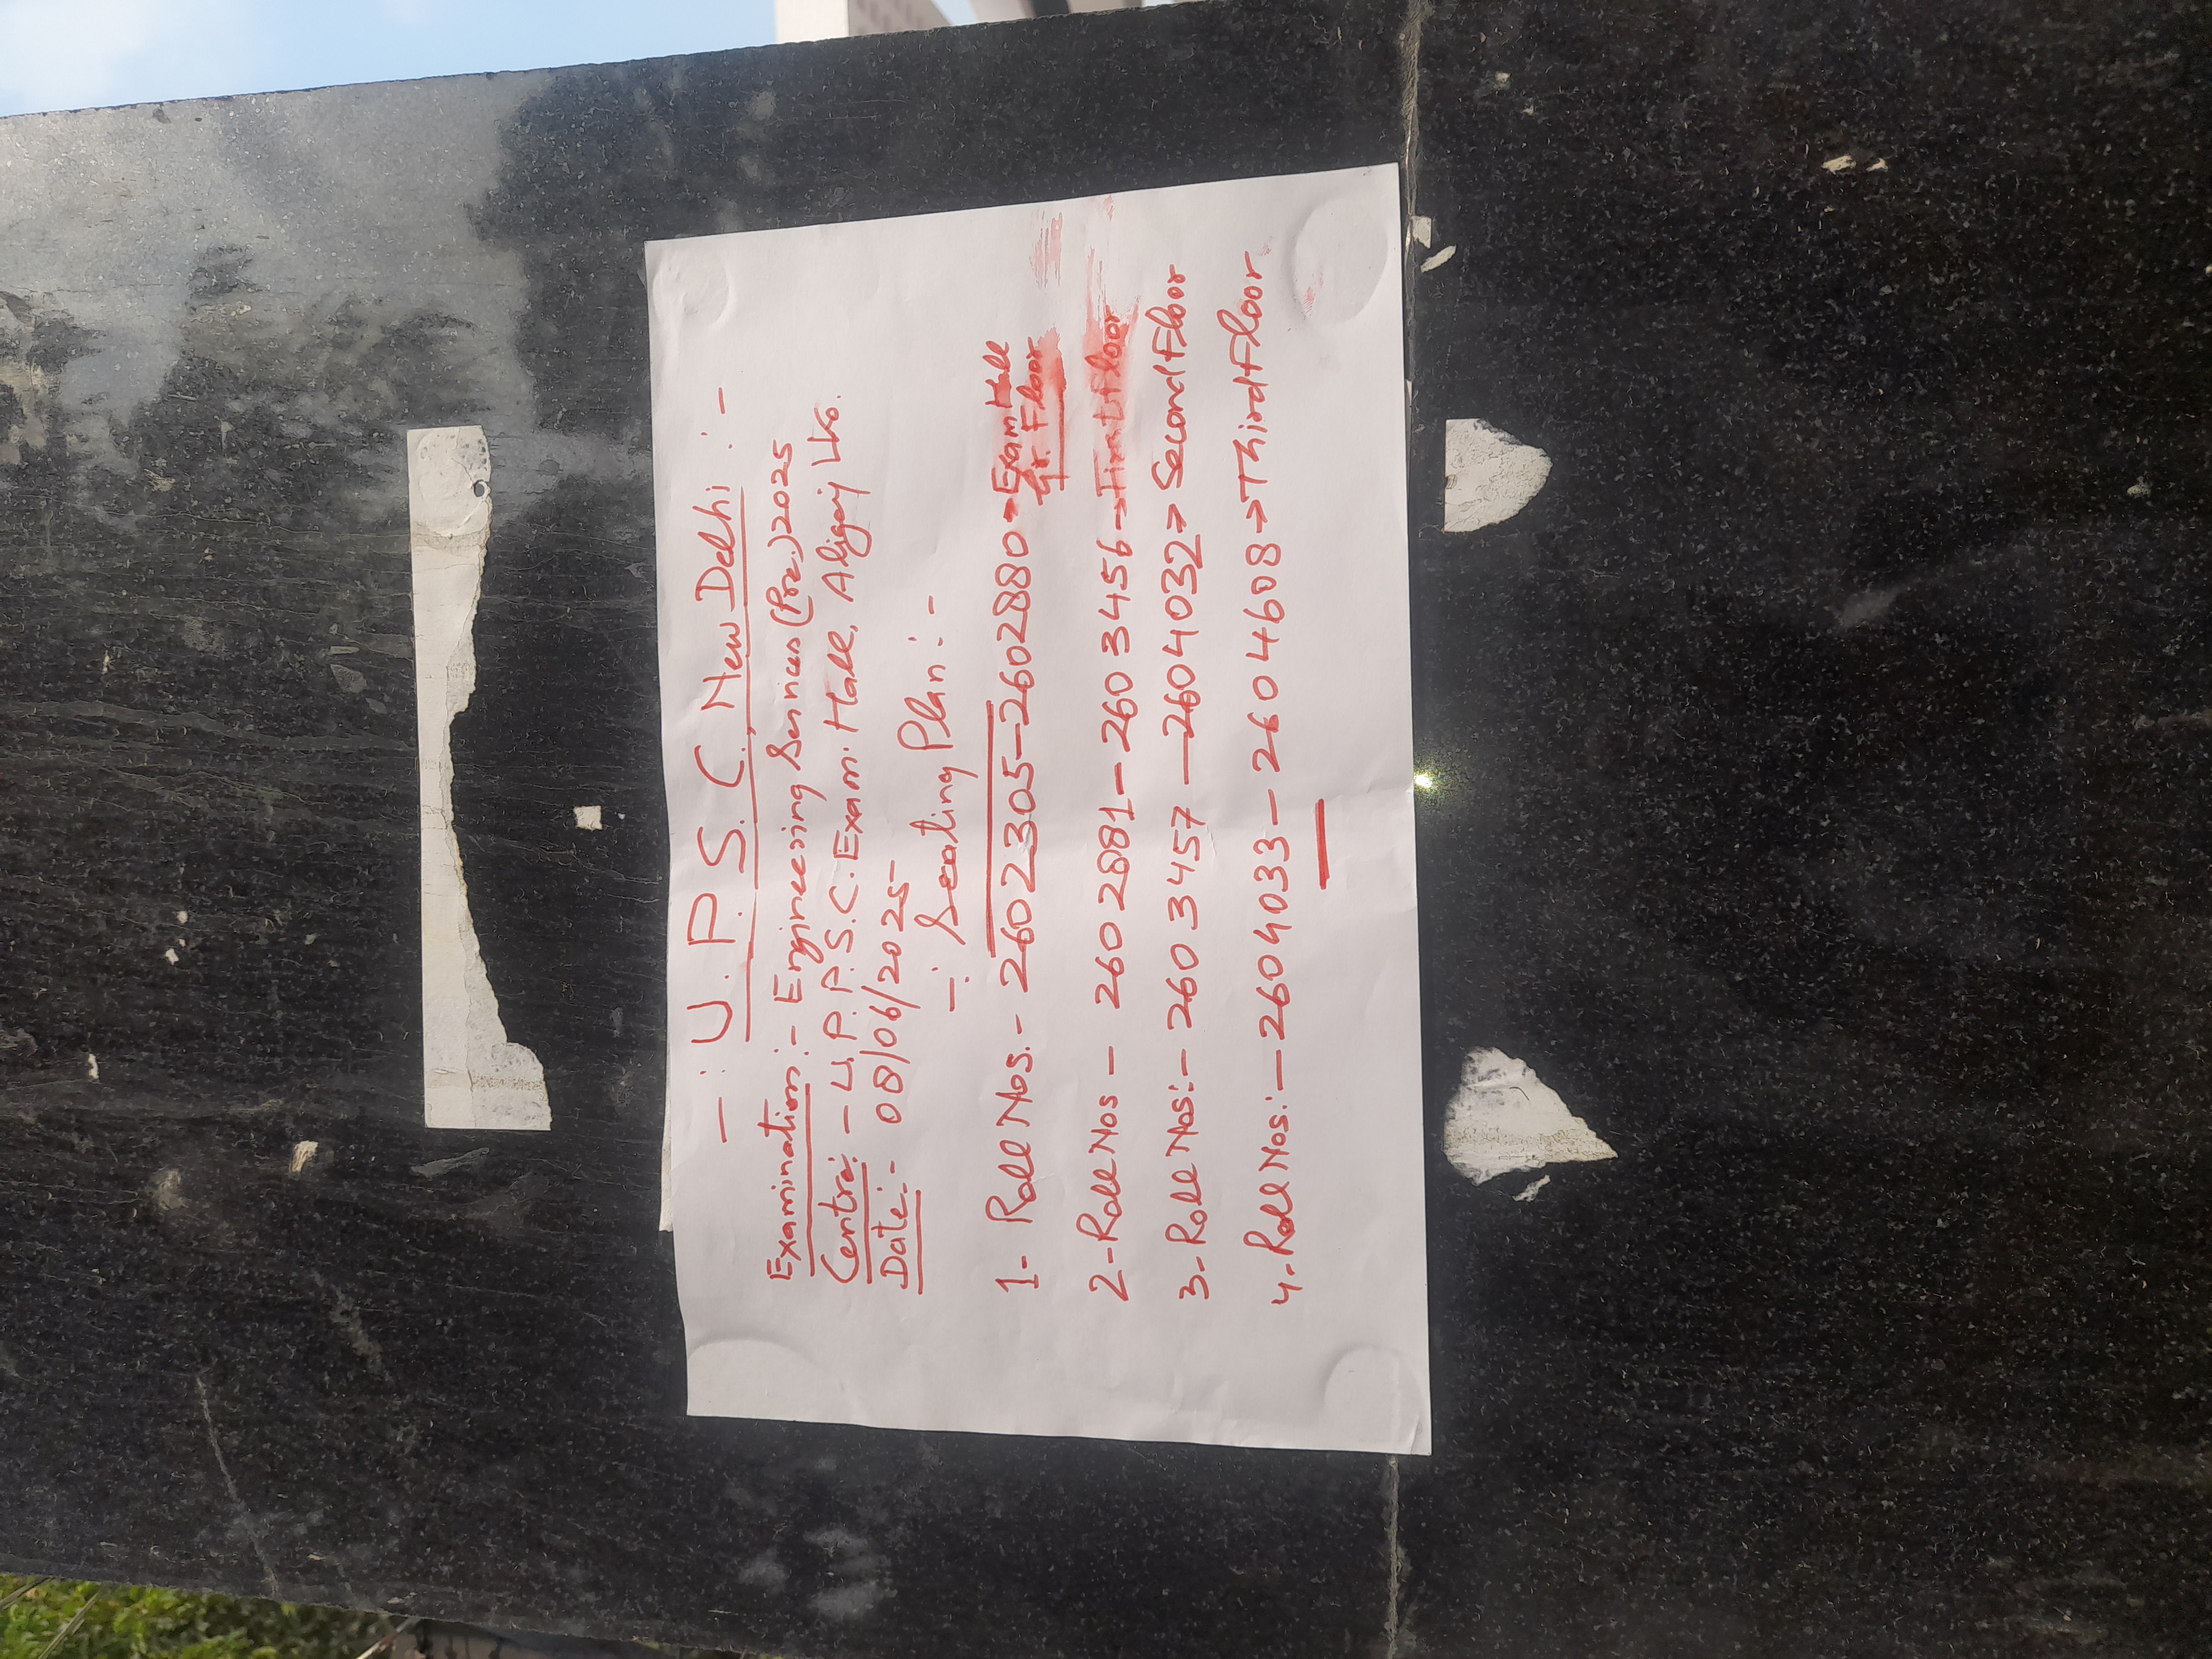 -: U.P.S.C., New Delhi :-
Examination:- Engineering Services (Pre.) 2025
Centre: - U.P.P.S.C. Exam. Hall, Aliganj Lko.
Date:- 08/06/2025
-: Seating Plan :-
1- Roll Nos. - 2602305-2602880 → Exam Hall
Gr. Floor
2- Roll Nos - 2602881-2603456 → First Floor
3- Roll Nos:- 2603457-2604032 → Second Floor
4- Roll Nos:- 2604033-2604608 → Third Floor